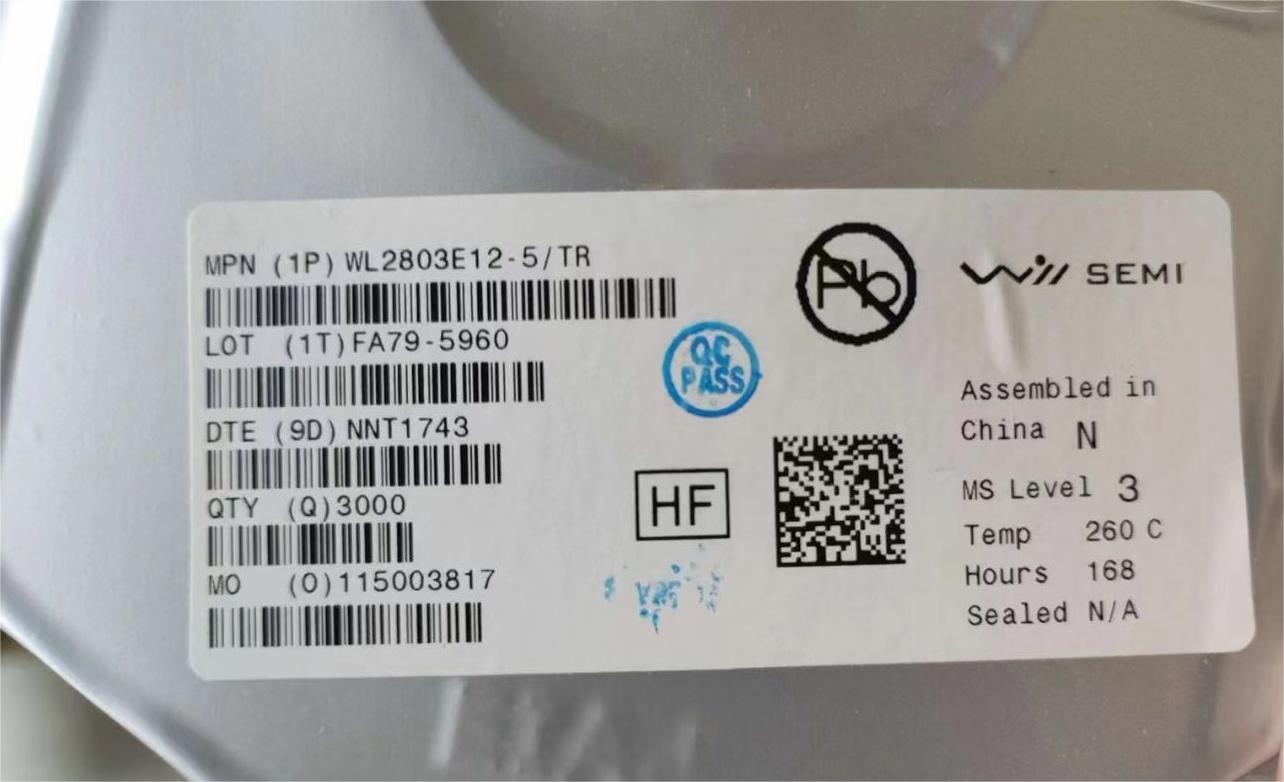 MPN (1P) WL2803E12-5/TR
LOT (1T) FA79-5960
DTE (9D) NNT1743
QTY (Q) 3000
MO (O) 115003817
QC
PASS
HF
Pb
Will SEMI
Assembled in
China N
MS Level 3
Temp 260 C
Hours 168
Sealed N/A